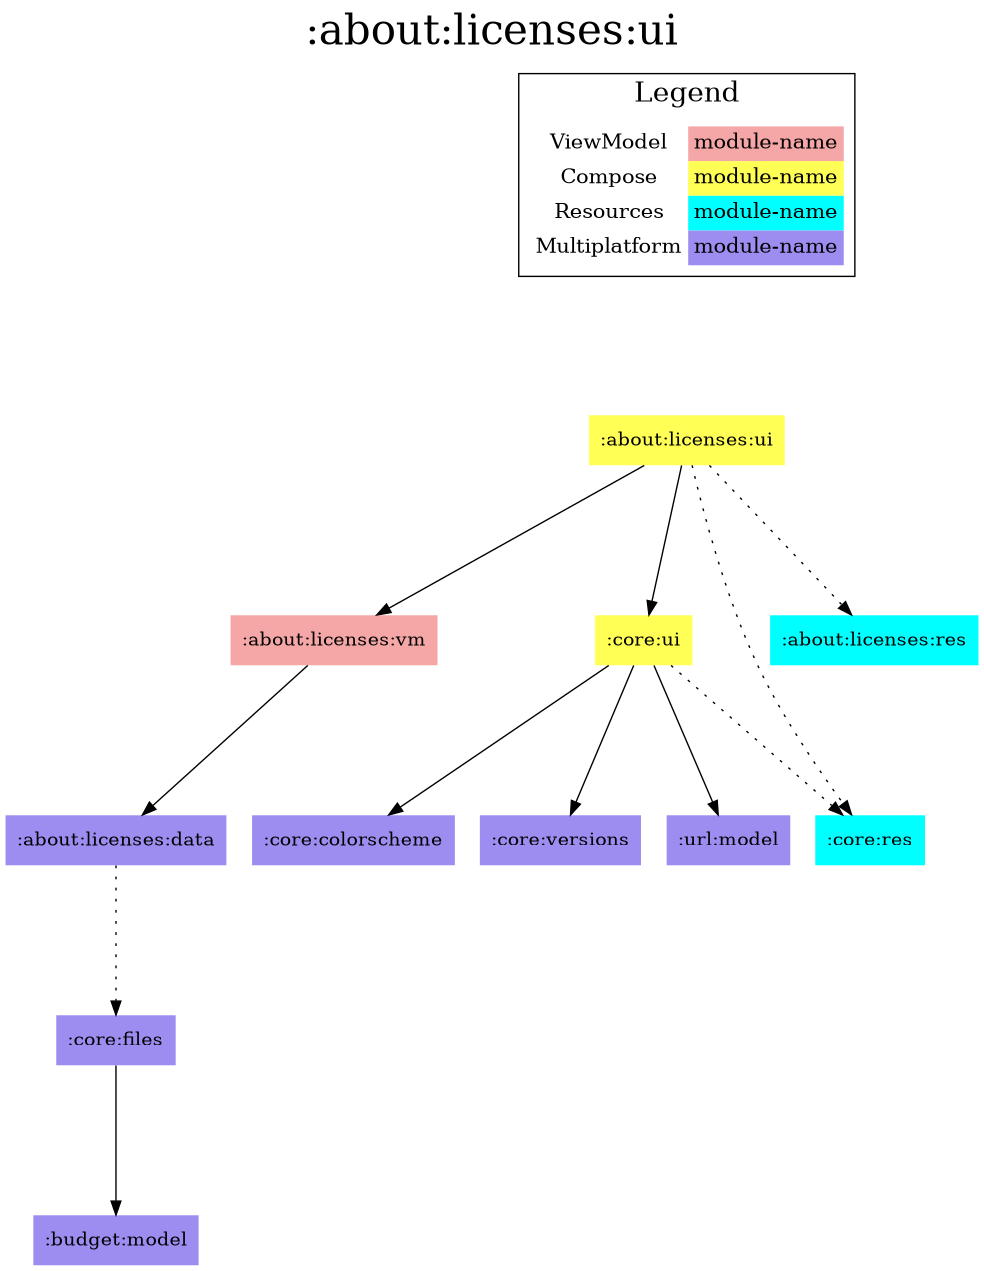 :about:licenses:ui
Legend
ViewModel module-name
Compose module-name
Resources module-name
Multiplatform module-name
:about:licenses:ui
:about:licenses:vm
:core:ui
:about:licenses:res
:about:licenses:data
:core:colorscheme
:core:versions
:url:model
:core:res
:core:files
:budget:model